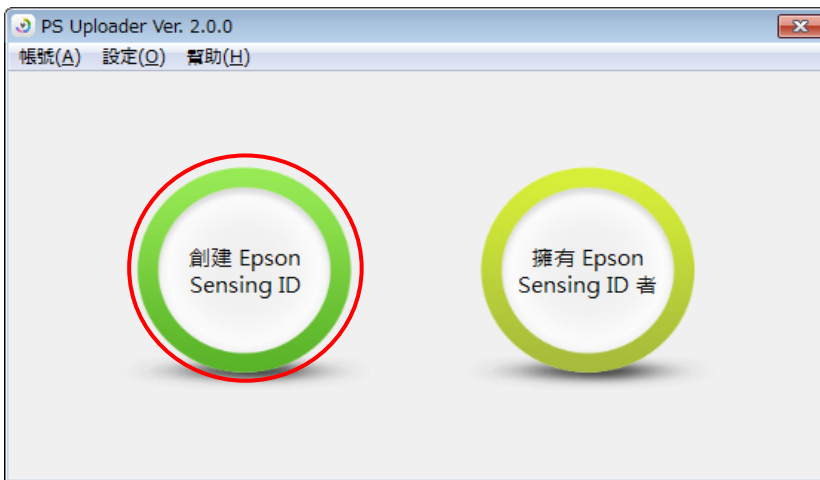 PS Uploader Ver. 2.0.0
帳號(A) 設定(O) 幫助(H)
創建 Epson
Sensing ID
擁有 Epson
Sensing ID 者